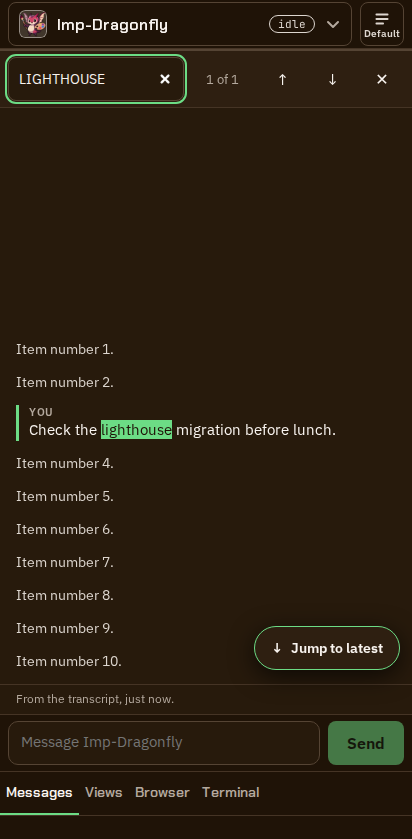 Imp-Dragonfly
idle
Default
LIGHTHOUSE
1 of 1
Item number 1.
Item number 2.
YOU
Check the lighthouse migration before lunch.
Item number 4.
Item number 5.
Item number 6.
Item number 7.
Item number 8.
Item number 9.
Jump to latest
Item number 10.
From the transcript, just now.
Message Imp-Dragonfly
Send
Messages Views Browser Terminal